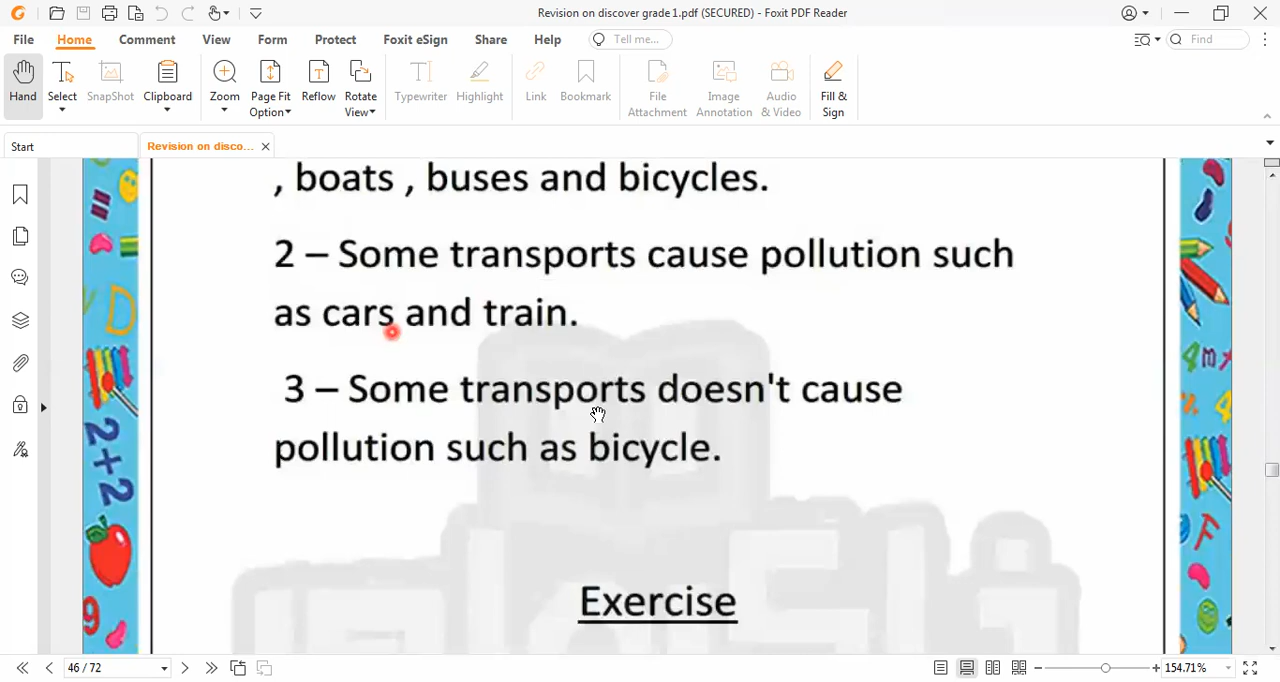 Revision on discover grade1.pdf (SECURED) - Foxit PDF Reader
File Home Comment View Form Protect Foxit eSign Share Help Tell me... Find
Hand Select SnapShot Clipboard Zoom Page Fit Option Reflow Rotate View Typewriter Highlight Link Bookmark File Attachment Image Annotation Audio & Video Fill & Sign
Start Revision on disco...
, boats , buses and bicycles.
2 – Some transports cause pollution such
as cars and train.
3 – Some transports doesn't cause
pollution such as bicycle.
Exercise
46 / 72 154.71%